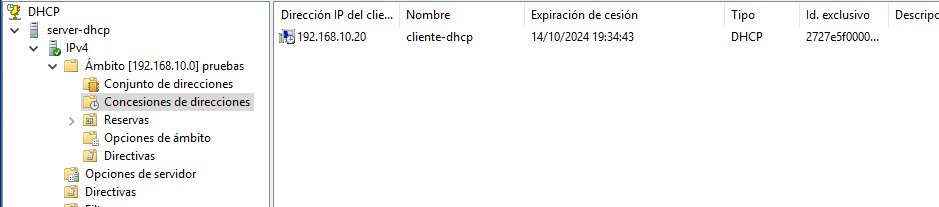 DHCP
server-dhcp
IPv4
Ámbito [192.168.10.0] pruebas
Conjunto de direcciones
Concesiones de direcciones
Reservas
Opciones de ámbito
Directivas
Opciones de servidor
Directivas
Dirección IP del clie... Nombre Expiración de cesión Tipo Id. exclusivo Descripc
192.168.10.20 cliente-dhcp 14/10/2024 19:34:43 DHCP 2727e5f0000...